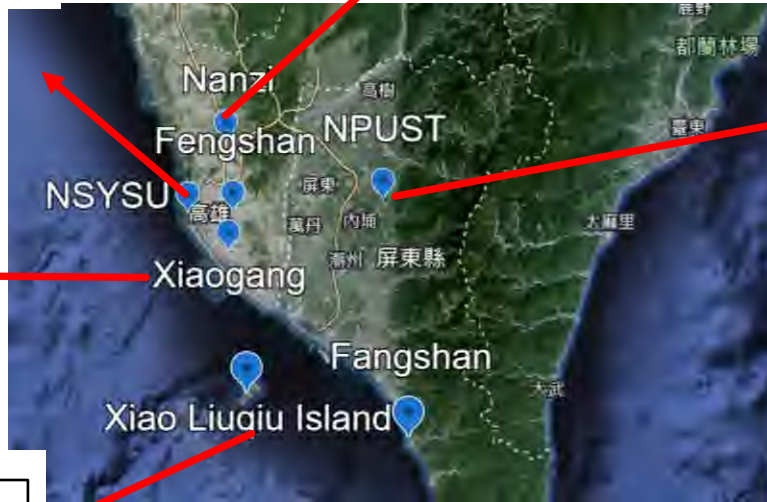 鹿野
都蘭林場
Nanzi
高樹
Fengshan
NPUST
臺東
屏東
NSYSU
高雄
萬丹
內埔
太麻里
潮州
屏東縣
Xiaogang
Fangshan
大武
Xiao Liuqiu Island